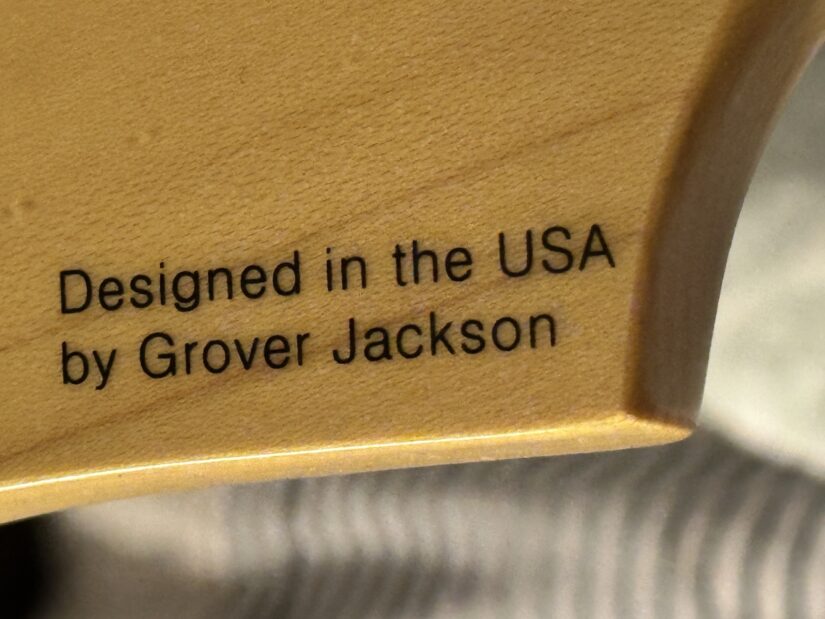 Designed in the USA
by Grover Jackson